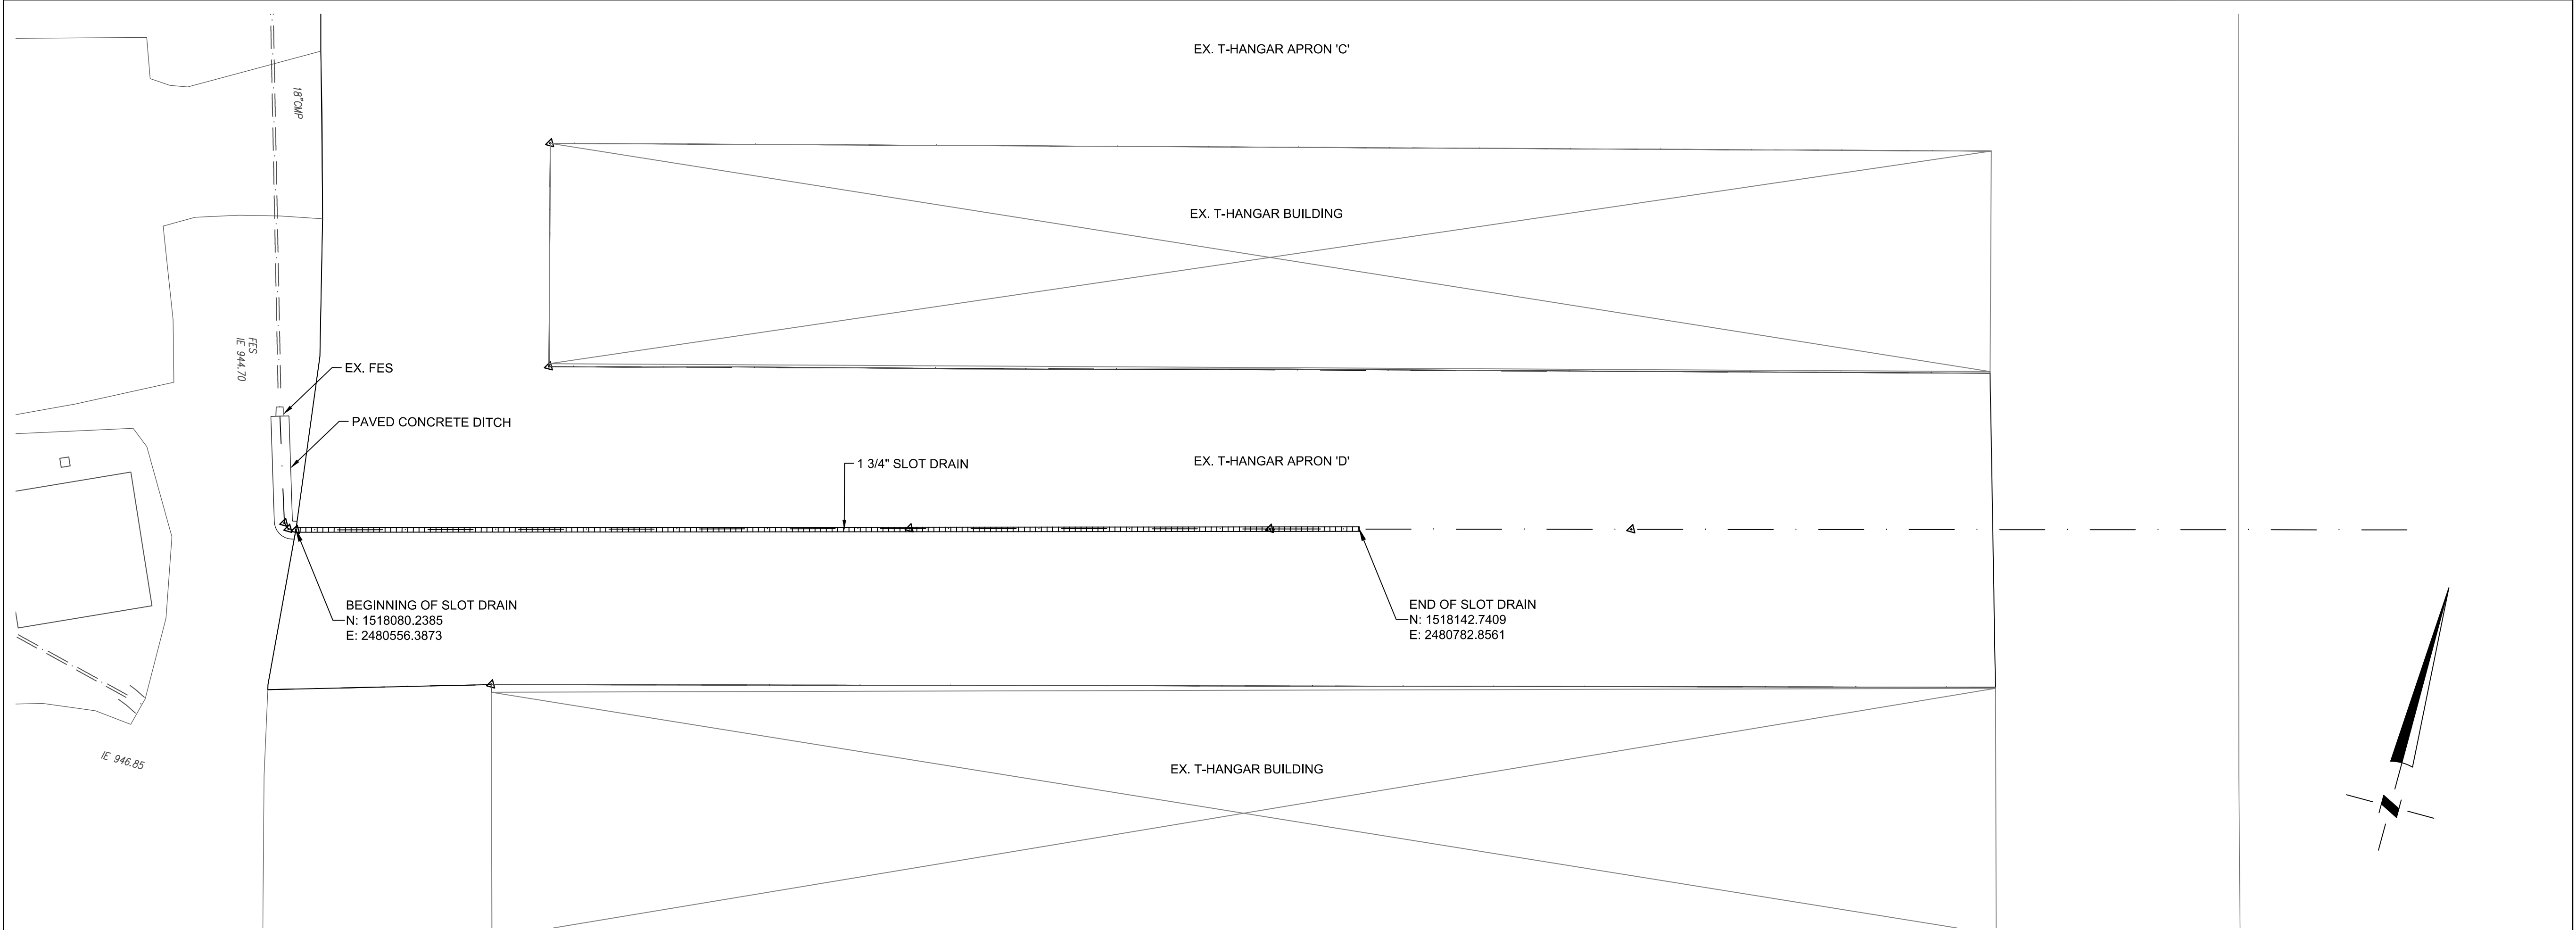 EX. T-HANGAR APRON 'C'
18"CMP
EX. T-HANGAR BUILDING
FES
IE 944.70
EX. FES
PAVED CONCRETE DITCH
1 3/4" SLOT DRAIN
EX. T-HANGAR APRON 'D'
BEGINNING OF SLOT DRAIN
N: 1518080.2385
E: 2480556.3873
END OF SLOT DRAIN
N: 1518142.7409
E: 2480782.8561
IE 946.85
EX. T-HANGAR BUILDING
N